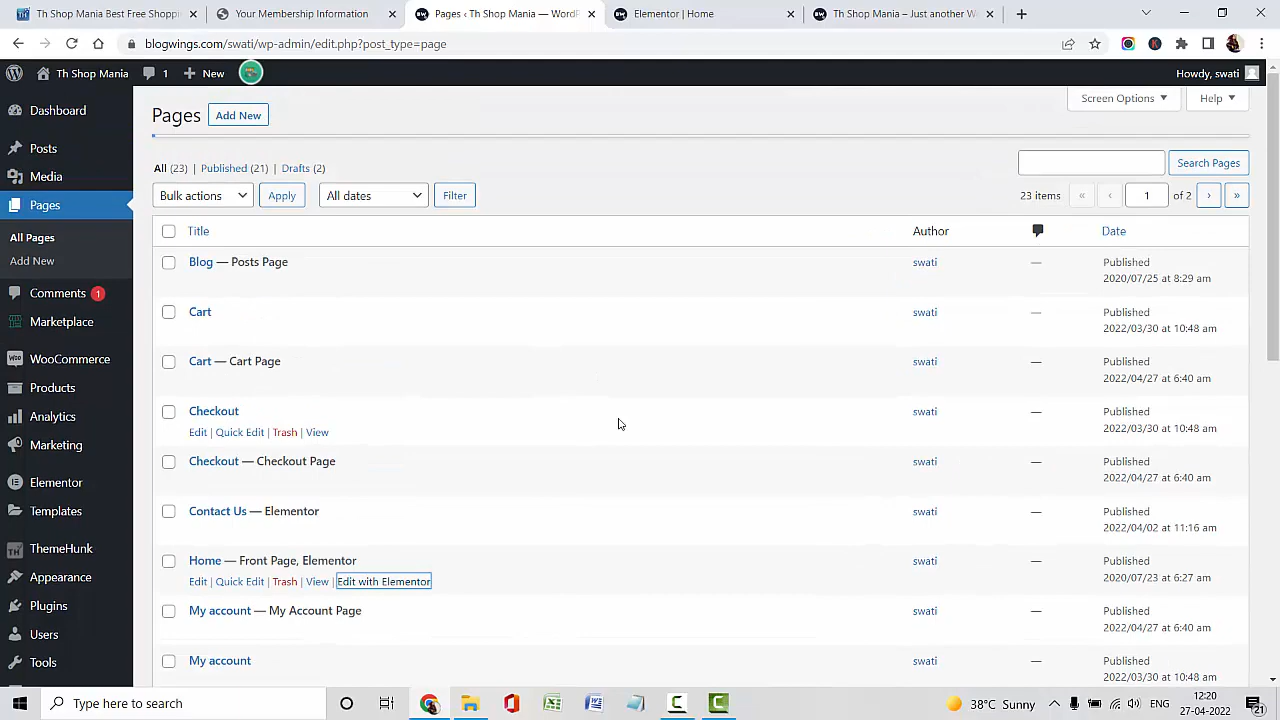 Th Shop Mania Best Free Shoppi
Your Membership Information
Pages ‹ Th Shop Mania — WordP
Elementor | Home
Th Shop Mania – Just another W
blogwings.com/swati/wp-admin/edit.php?post_type=page
Th Shop Mania
1
New
Howdy, swati
Dashboard
Posts
Media
Pages
All Pages
Add New
Comments 1
Marketplace
WooCommerce
Products
Analytics
Marketing
Elementor
Templates
ThemeHunk
Appearance
Plugins
Users
Tools
Pages Add New
Screen Options Help
All (23) | Published (21) | Drafts (2)
Search Pages
Bulk actions Apply All dates Filter
23 items « ‹ 1 of 2 › »
Title Author Date
Blog — Posts Page swati — Published
2020/07/25 at 8:29 am
Cart swati — Published
2022/03/30 at 10:48 am
Cart — Cart Page swati — Published
2022/04/27 at 6:40 am
Checkout swati — Published
2022/03/30 at 10:48 am
Edit | Quick Edit | Trash | View
Checkout — Checkout Page swati — Published
2022/04/27 at 6:40 am
Contact Us — Elementor swati — Published
2022/04/02 at 11:16 am
Home — Front Page, Elementor swati — Published
2020/07/23 at 6:27 am
Edit | Quick Edit | Trash | View | Edit with Elementor
My account — My Account Page swati — Published
2022/04/27 at 6:40 am
My account swati — Published
2022/03/30 at 10:48 am
Type here to search
38°C Sunny
ENG
12:20
27-04-2022
21